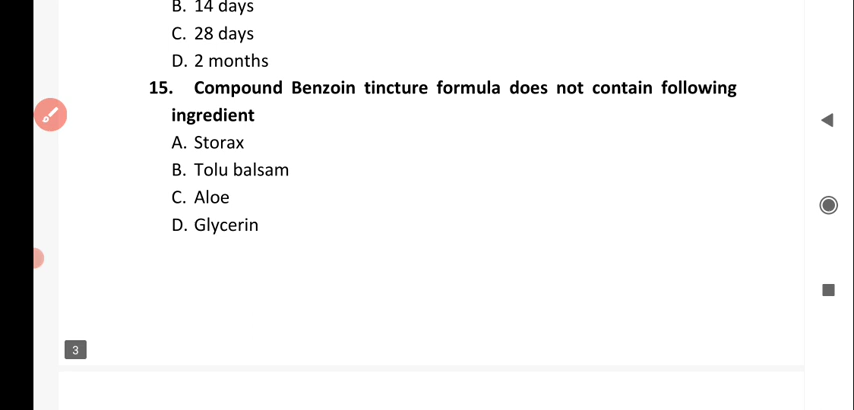 B. 14 days
C. 28 days
D. 2 months
15. Compound Benzoin tincture formula does not contain following
ingredient
A. Storax
B. Tolu balsam
C. Aloe
D. Glycerin
3